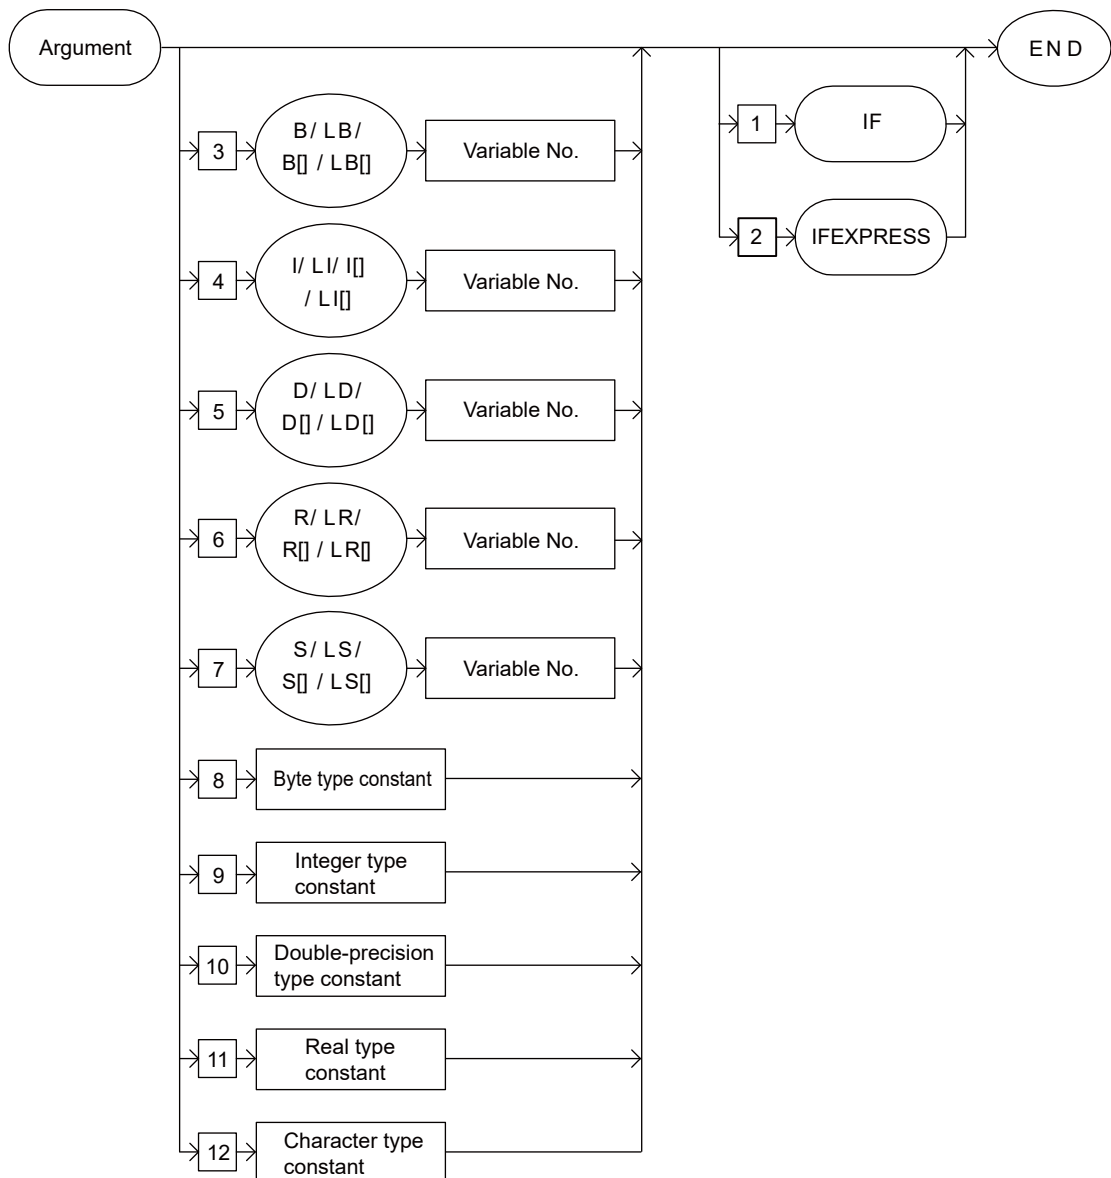 Argument
END
1
IF
2
IFEXPRESS
3
B/ LB/
B[] / LB[]
Variable No.
4
I/ LI/ I[]
/ LI[]
Variable No.
5
D/ LD/
D[] / LD[]
Variable No.
6
R/ LR/
R[] / LR[]
Variable No.
7
S/ LS/
S[] / LS[]
Variable No.
8
Byte type constant
9
Integer type
constant
10
Double-precision
type constant
11
Real type
constant
12
Character type
constant